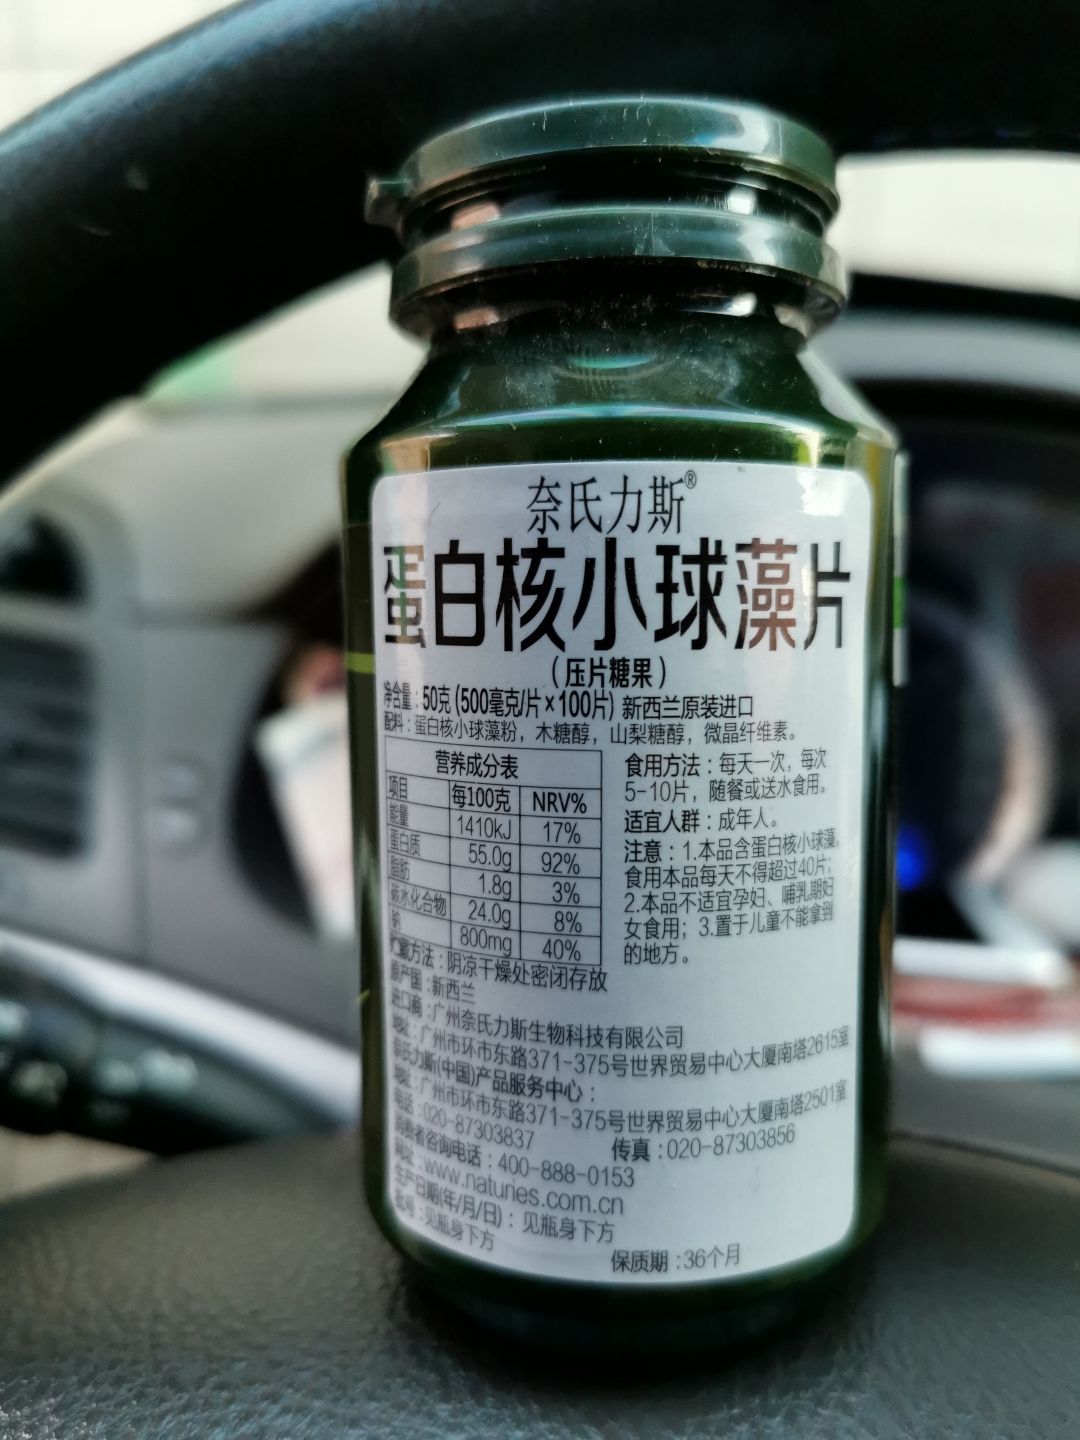 奈氏力斯®
蛋白核小球藻片
（压片糖果）
净含量：50克（500毫克/片×100片）新西兰原装进口
配料：蛋白核小球藻粉，木糖醇，山梨糖醇，微晶纤维素。
营养成分表
项目 每100克 NRV%
能量 1410kJ 17%
蛋白质 55.0g 92%
脂肪 1.8g 3%
碳水化合物 24.0g 8%
钠 800mg 40%
食用方法：每天一次，每次
5-10片，随餐或送水食用。
适宜人群：成年人。
注意：1.本品含蛋白核小球藻，
食用本品每天不得超过40片；
2.本品不适宜孕妇、哺乳期妇
女食用；3.置于儿童不能拿到
的地方。
贮藏方法：阴凉干燥处密闭存放
原产国：新西兰
进口商：广州奈氏力斯生物科技有限公司
地址：广州市环市东路371-375号世界贸易中心大厦南塔2615室
奈氏力斯(中国)产品服务中心：
地址：广州市环市东路371-375号世界贸易中心大厦南塔2501室
电话：020-87303837 传真：020-87303856
消费者咨询电话：400-888-0153
网址：www.naturies.com.cn
生产日期(年/月/日)：见瓶身下方
批号：见瓶身下方 保质期：36个月